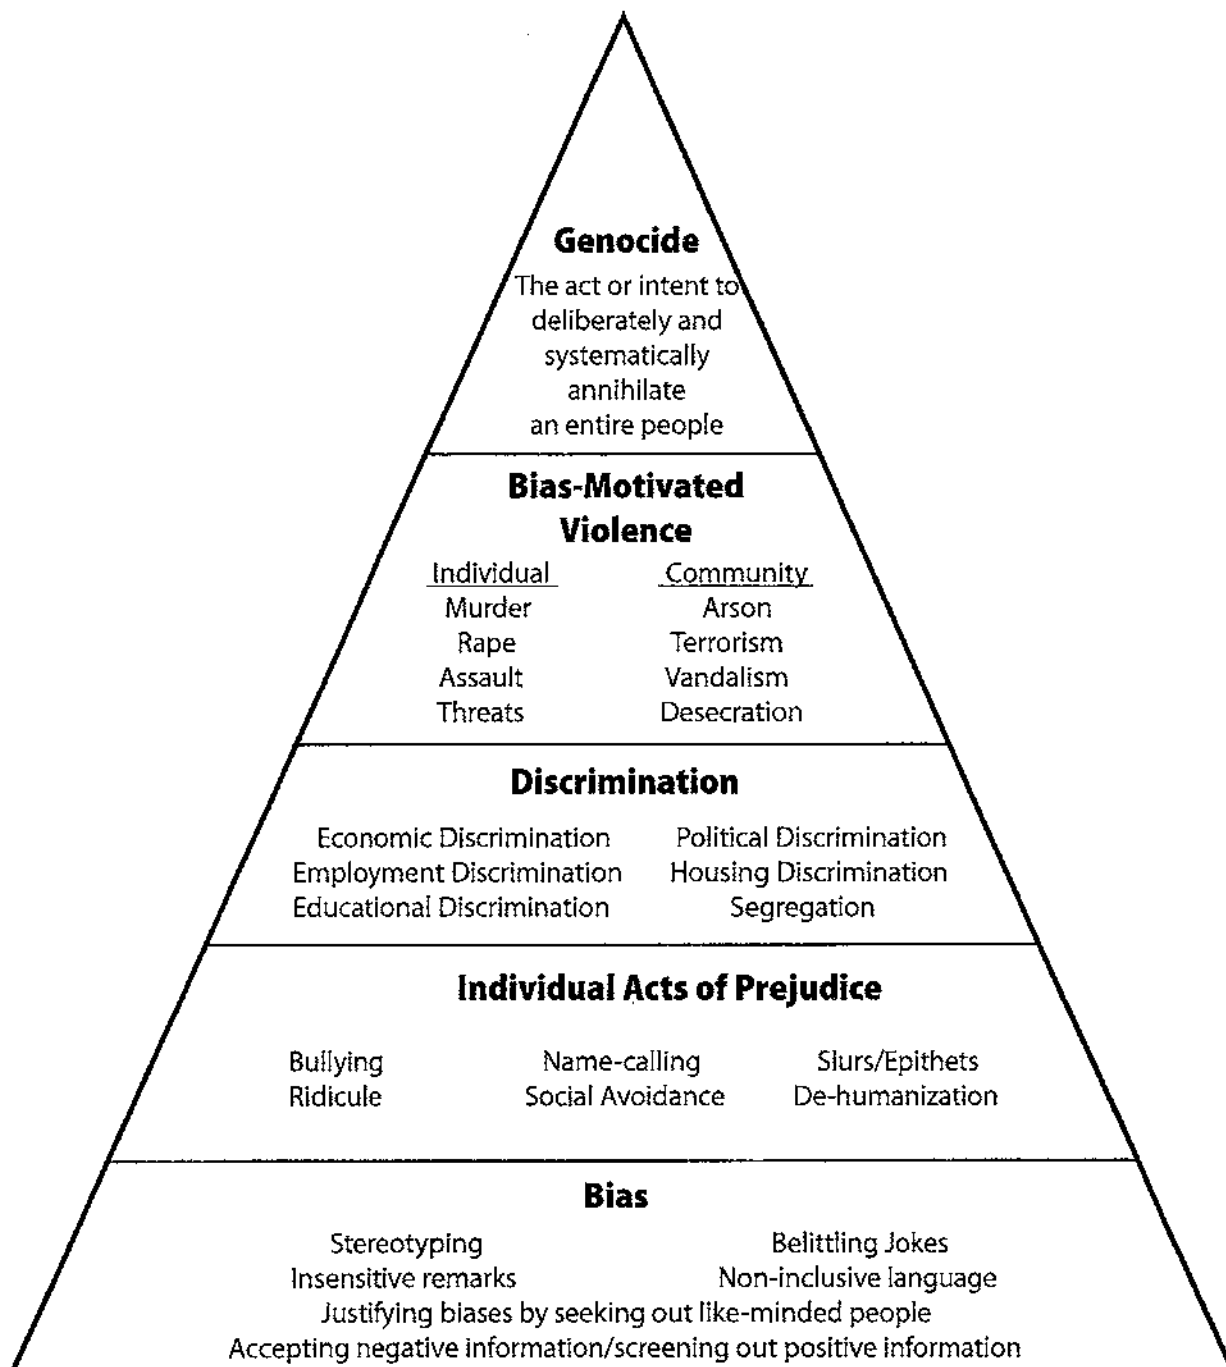 Genocide
The act or intent to
deliberately and
systematically
annihilate
an entire people
Bias-Motivated
Violence
Individual Community
Murder Arson
Rape Terrorism
Assault Vandalism
Threats Desecration
Discrimination
Economic Discrimination Political Discrimination
Employment Discrimination Housing Discrimination
Educational Discrimination Segregation
Individual Acts of Prejudice
Bullying Name-calling Slurs/Epithets
Ridicule Social Avoidance De-humanization
Bias
Stereotyping Belittling Jokes
Insensitive remarks Non-inclusive language
Justifying biases by seeking out like-minded people
Accepting negative information/screening out positive information